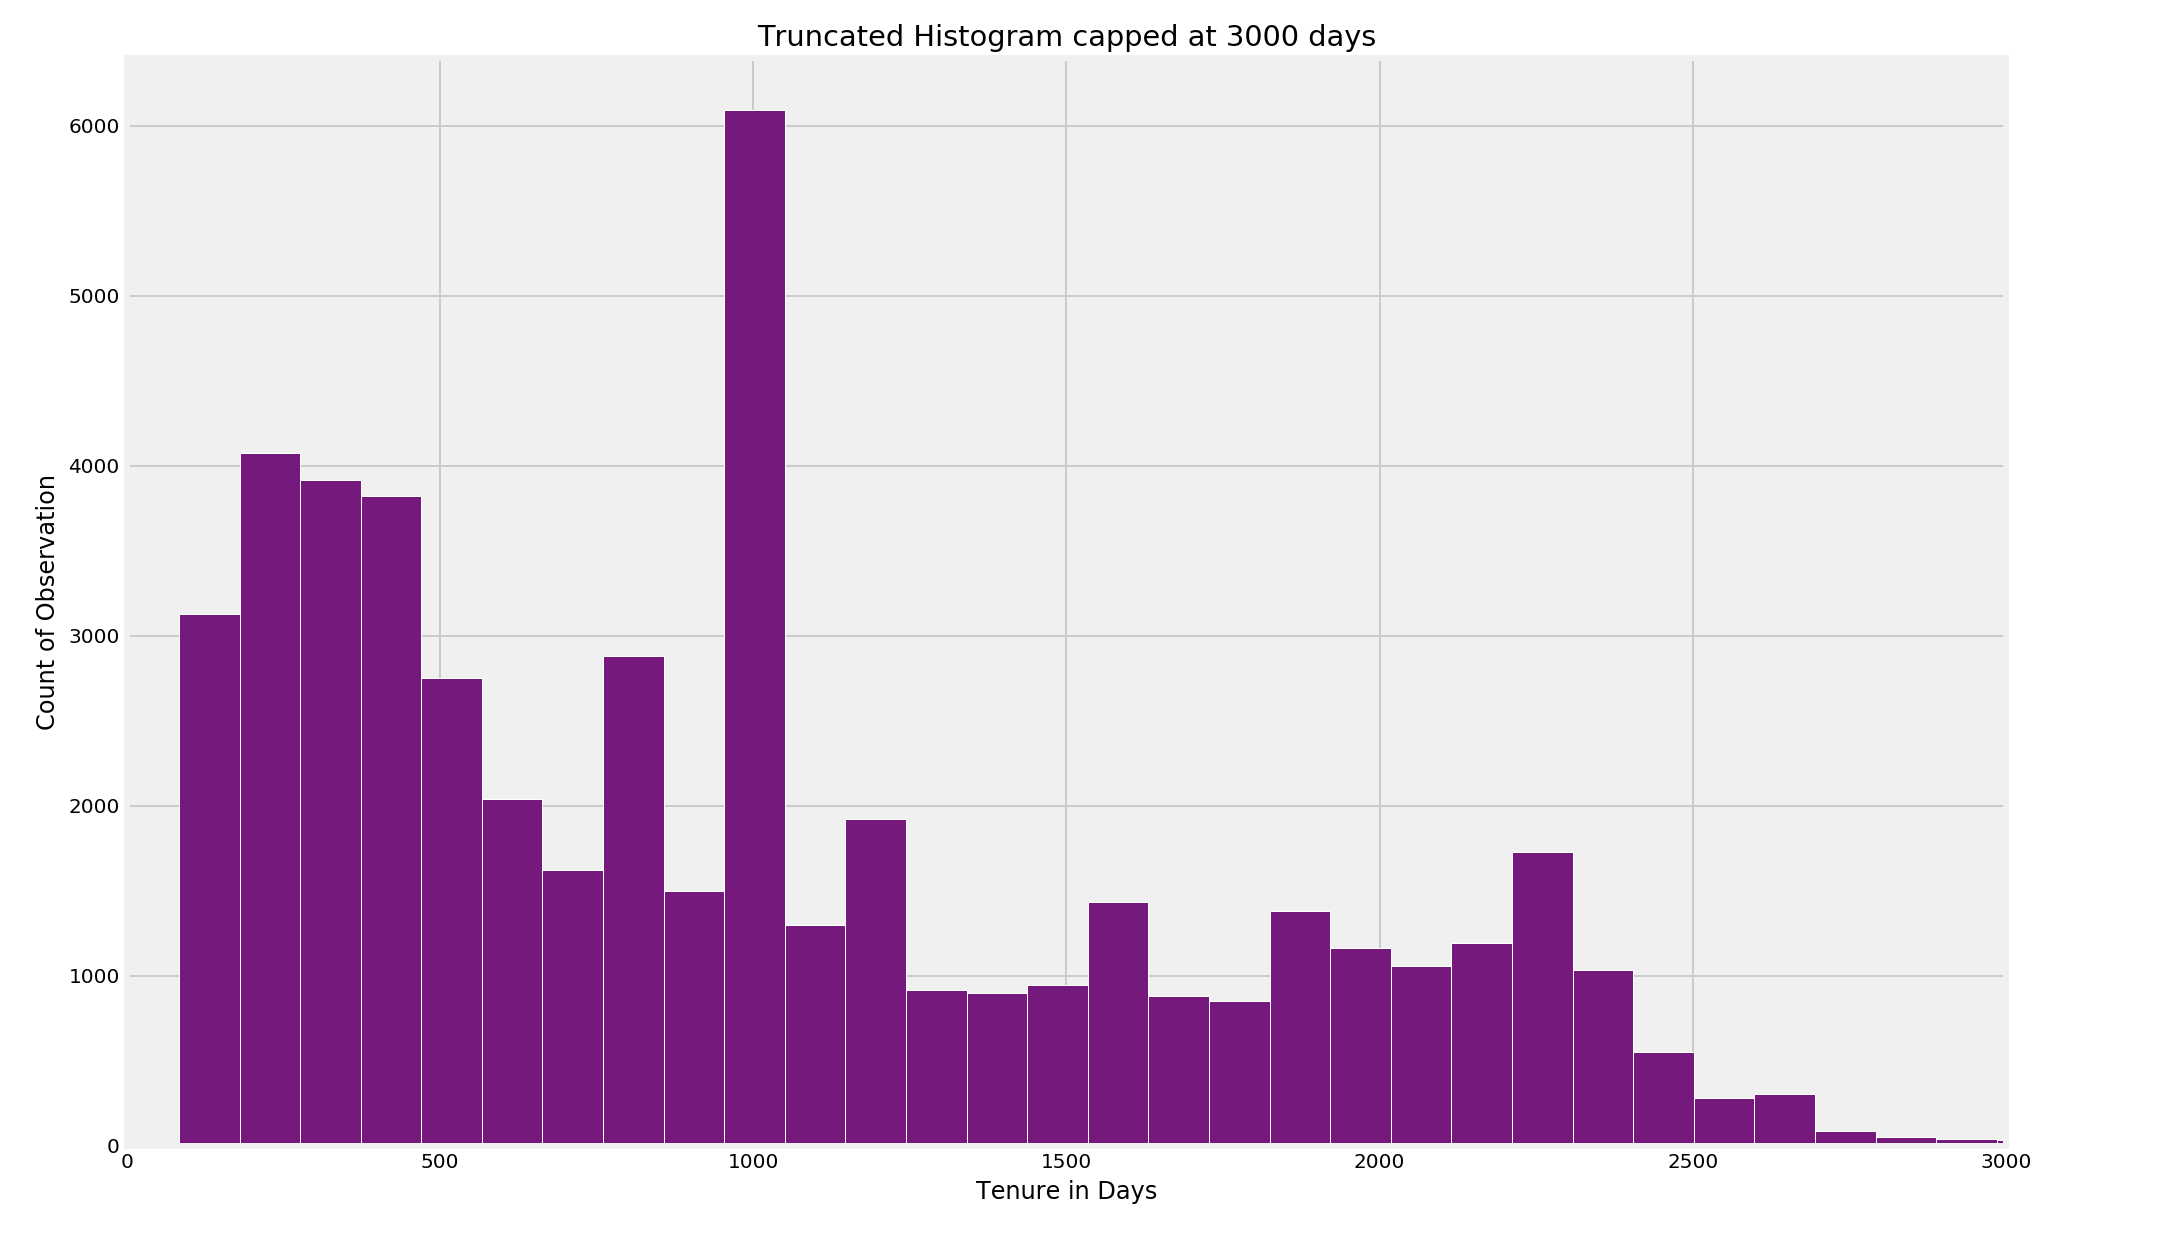 Truncated Histogram capped at 3000 days
Count of Observation
6000
5000
4000
3000
2000
1000
0
0 500 1000 1500 2000 2500 3000
Tenure in Days